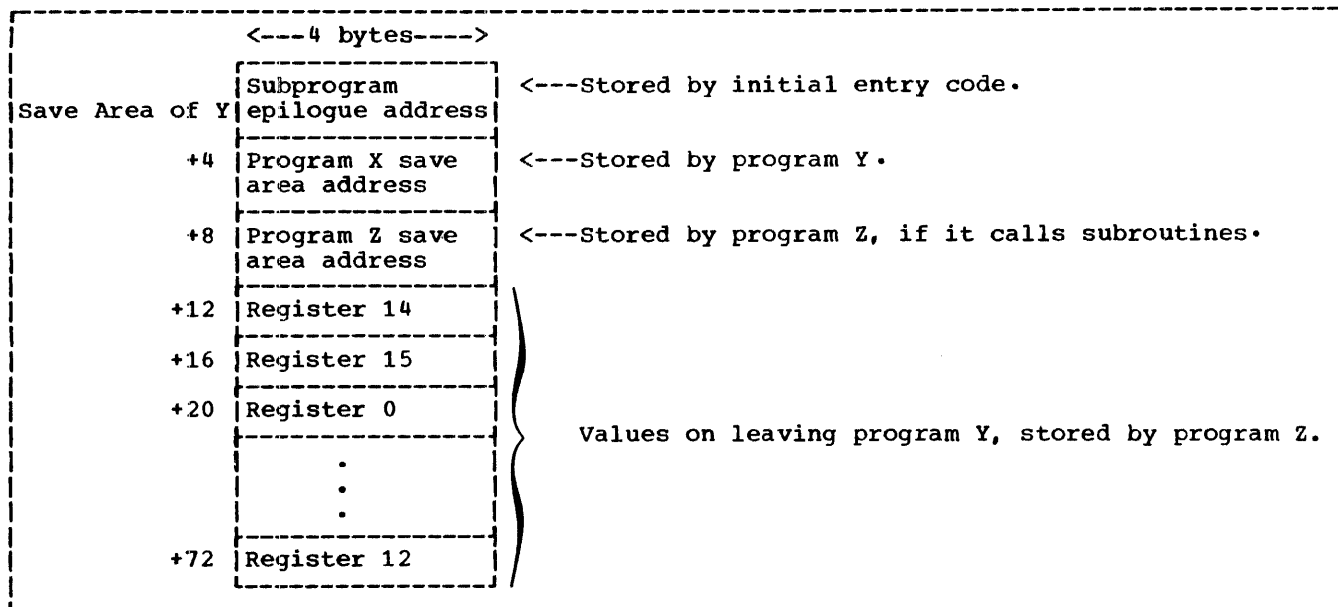 <---4 bytes---->
Subprogram <---Stored by initial entry code.
Save Area of Y epilogue address
+4 Program X save <---Stored by program Y.
area address
+8 Program Z save <---Stored by program Z, if it calls subroutines.
area address
+12 Register 14
+16 Register 15
+20 Register 0
Values on leaving program Y, stored by program Z.
.
.
.
+72 Register 12